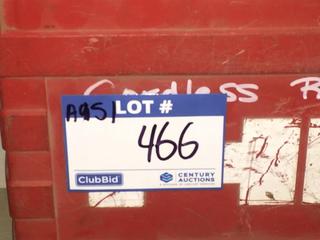 Cordless
A951 LOT #
466
ClubBid
CENTURY
AUCTIONS